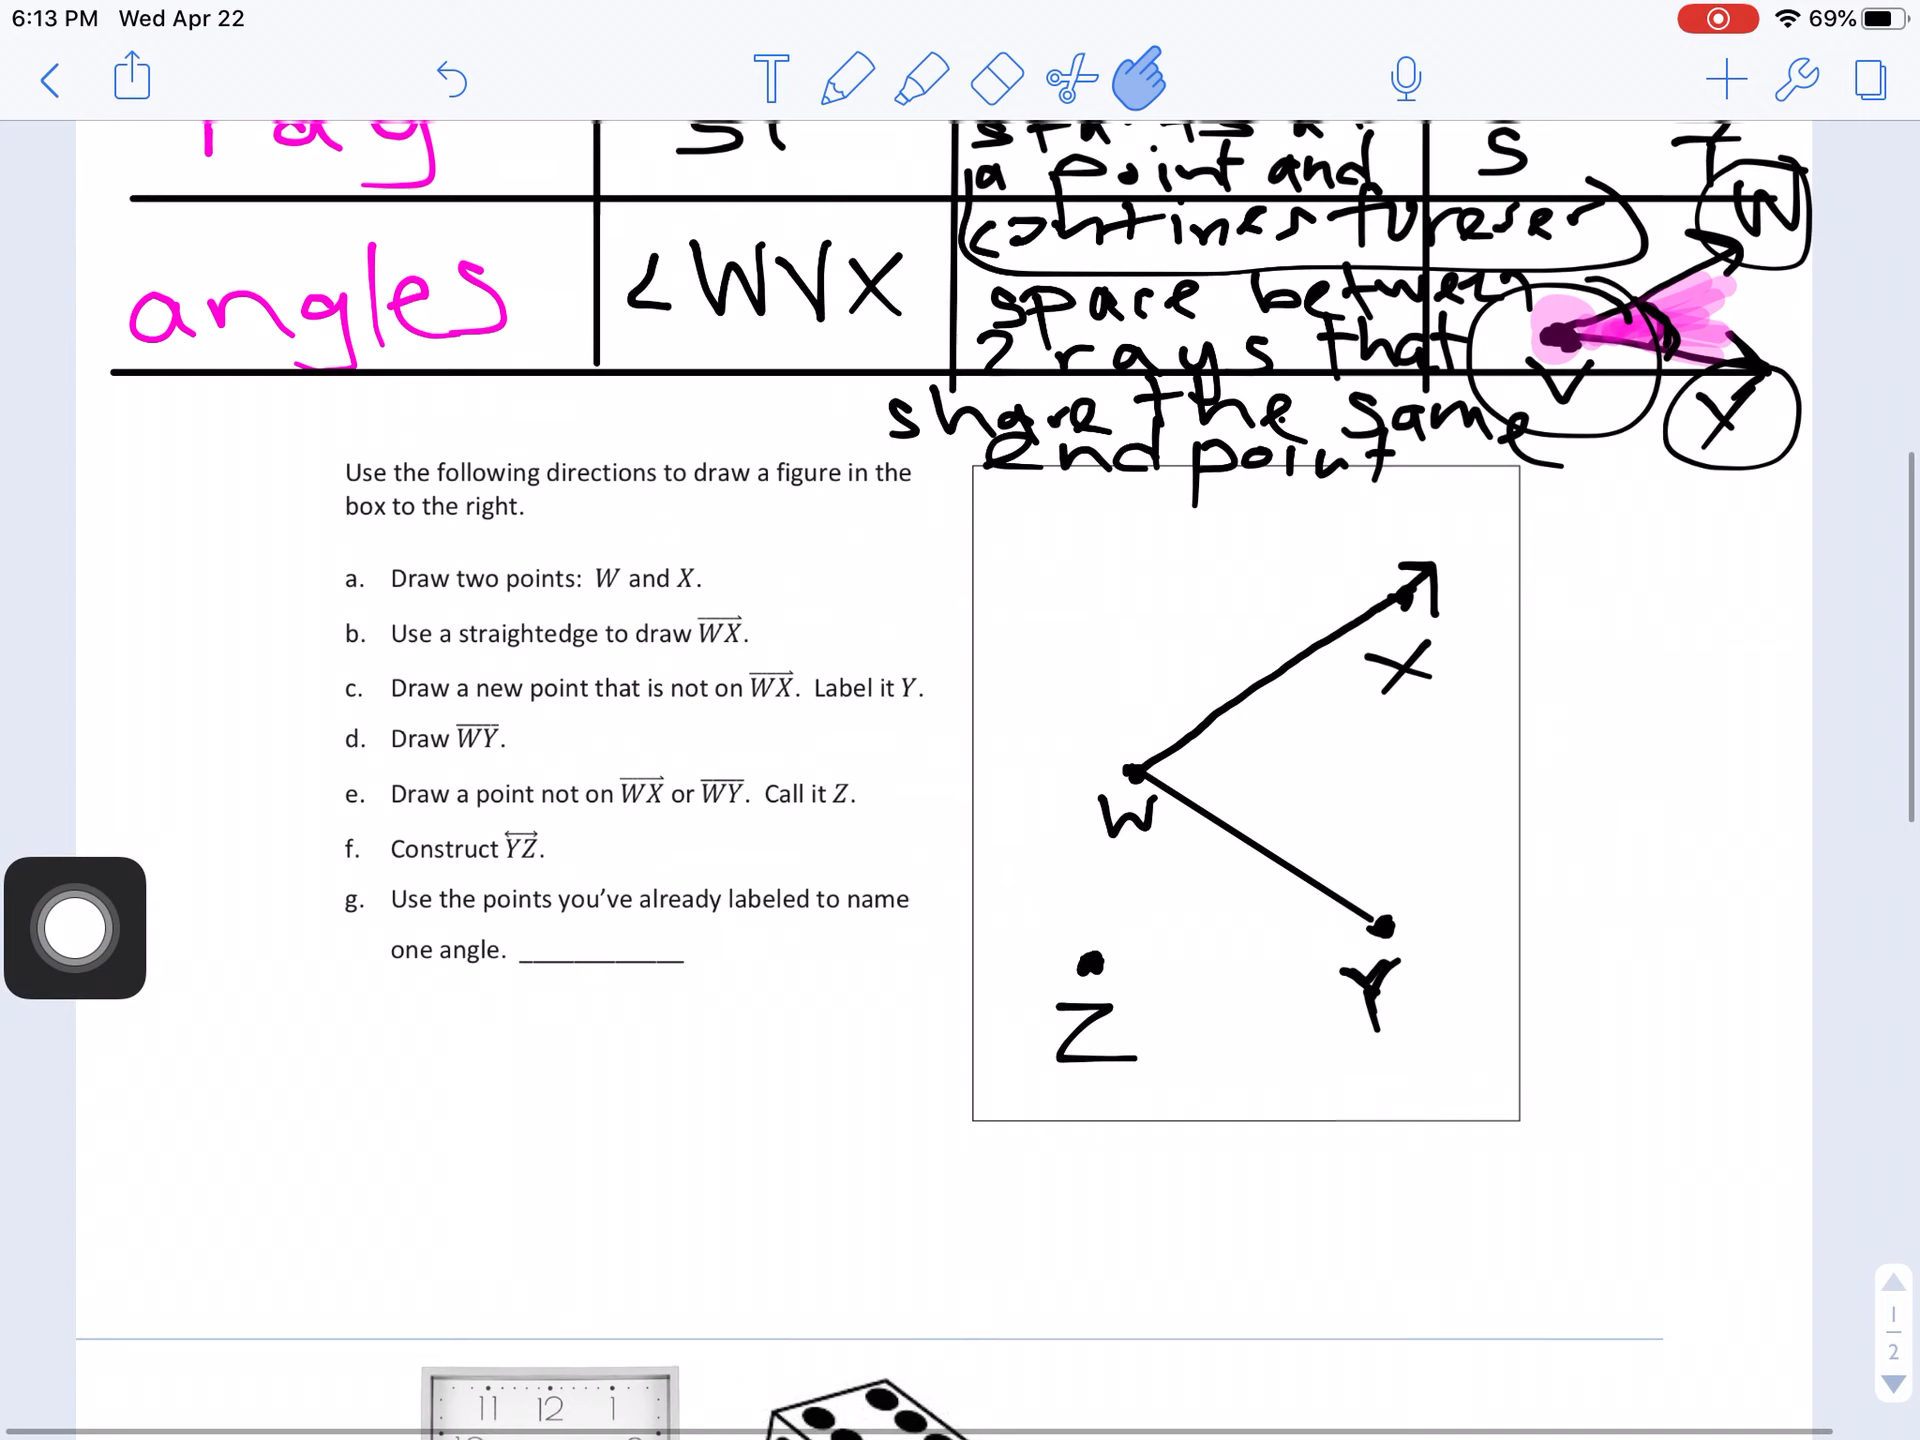 6:13 PM Wed Apr 22
69%
T
ray
S
a point and
contines forever
W
angles
<WVX
space between
2 rays that
V
X
share the same
endpoint
Use the following directions to draw a figure in the
box to the right.
a. Draw two points: W and X.
b. Use a straightedge to draw WX.
c. Draw a new point that is not on WX. Label it Y.
d. Draw WY.
e. Draw a point not on WX or WY. Call it Z.
f. Construct YZ.
g. Use the points you've already labeled to name
one angle. ____________
X
W
Y
Z
1
2
11 12 1